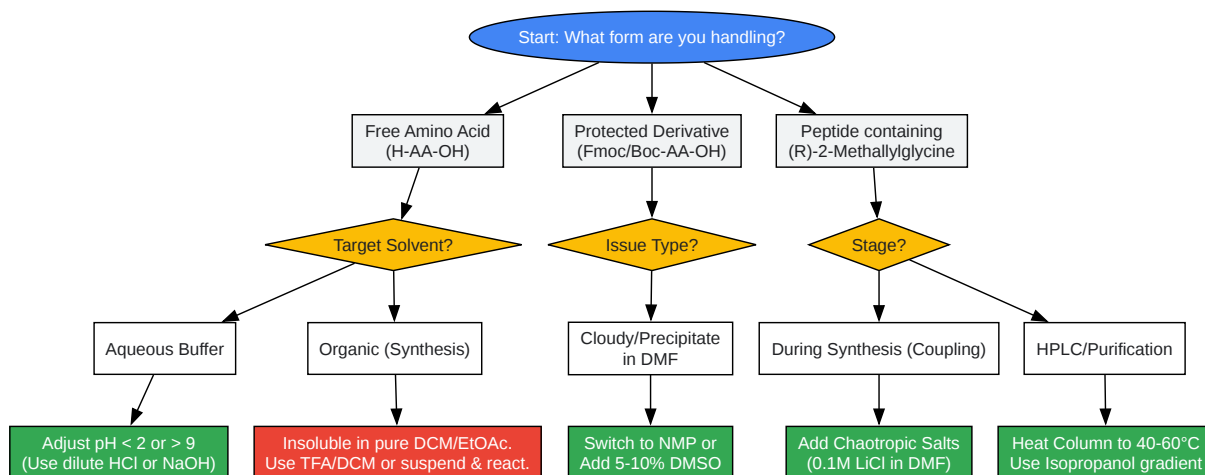 Start: What form are you handling?
Free Amino Acid
(H-AA-OH)
Protected Derivative
(Fmoc/Boc-AA-OH)
Peptide containing
(R)-2-Methallylglycine
Target Solvent?
Issue Type?
Stage?
Aqueous Buffer
Organic (Synthesis)
Cloudy/Precipitate
in DMF
During Synthesis (Coupling)
HPLC/Purification
Adjust pH < 2 or > 9
(Use dilute HCl or NaOH)
Insoluble in pure DCM/EtOAc.
Use TFA/DCM or suspend & react.
Switch to NMP or
Add 5-10% DMSO
Add Chaotropic Salts
(0.1M LiCl in DMF)
Heat Column to 40-60°C
Use Isopropanol gradient